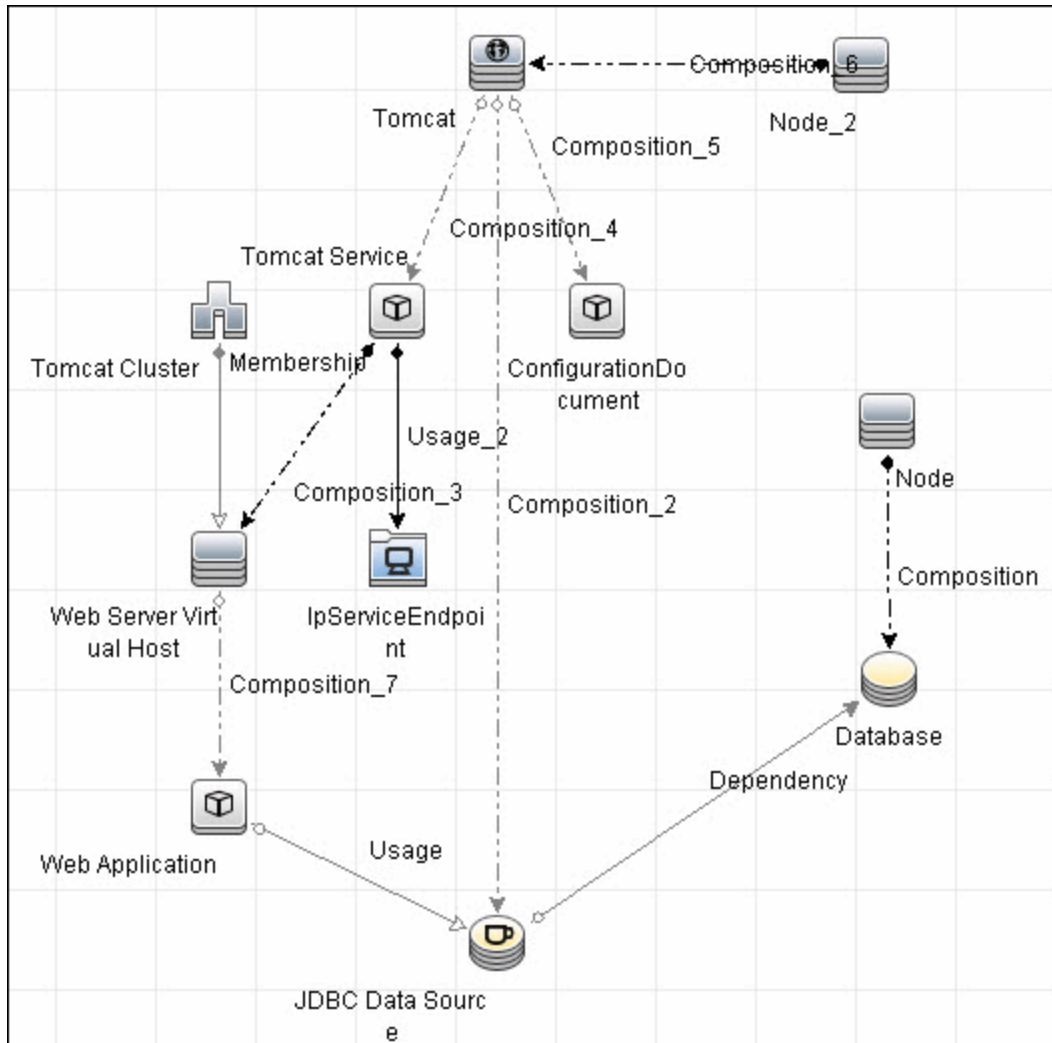 Composition_6
Tomcat
Node_2
Composition_5
Composition_4
Tomcat Service
Tomcat Cluster
Membership
ConfigurationDo
cument
Usage_2
Node
Composition_3
Composition_2
Composition
Web Server Virt
ual Host
IpServiceEndpoi
nt
Composition_7
Database
Dependency
Usage
Web Application
JDBC Data Sourc
e